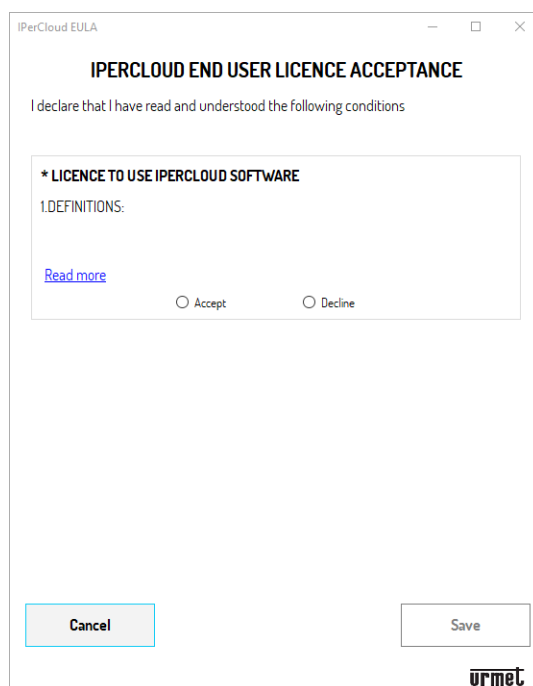 IPerCloud EULA
IPERCLOUD END USER LICENCE ACCEPTANCE
I declare that I have read and understood the following conditions
* LICENCE TO USE IPERCLOUD SOFTWARE
1.DEFINITIONS:
Read more
Accept Decline
Cancel Save
urmet